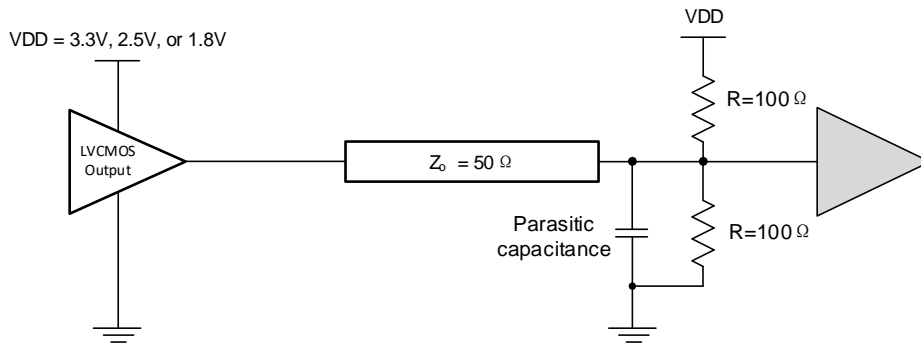 VDD = 3.3V, 2.5V, or 1.8V
VDD
R=100 Ω
LVCMOS
Output
Zo = 50 Ω
Parasitic
capacitance
R=100 Ω